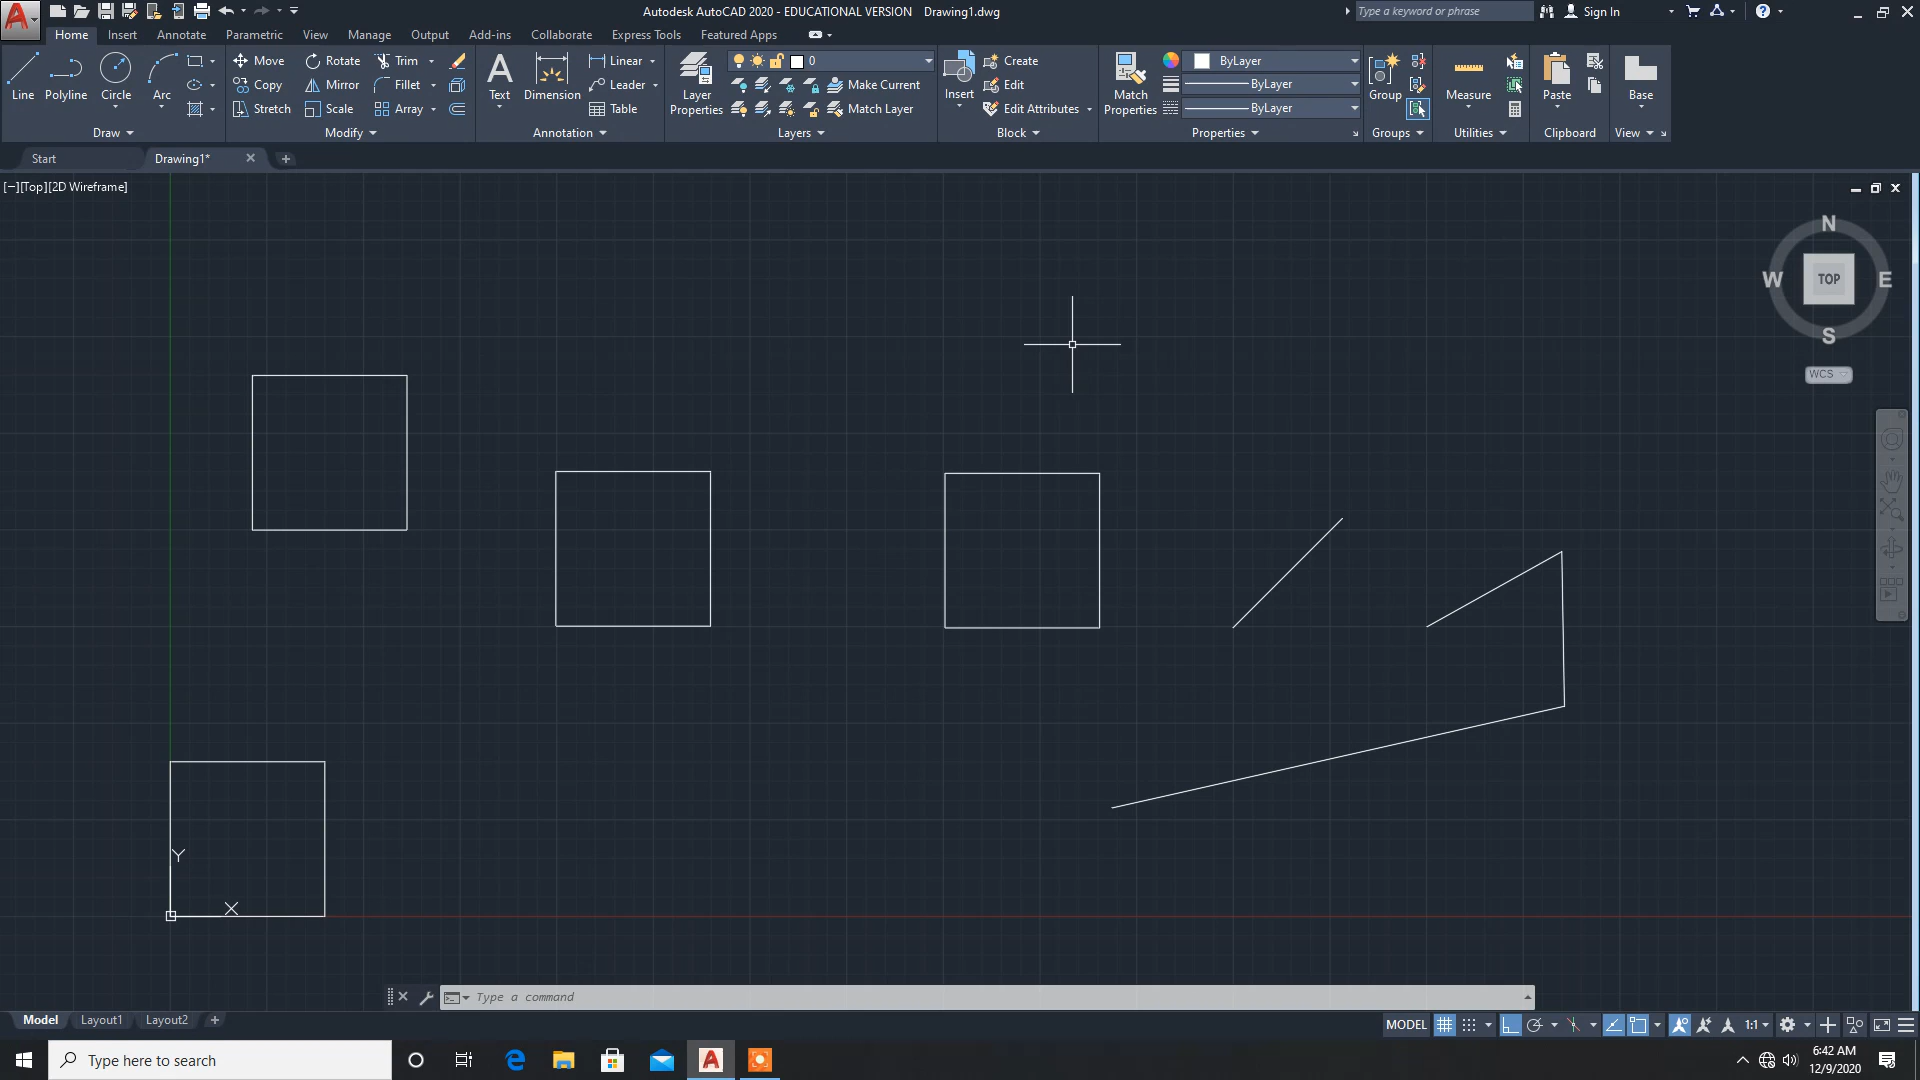 Autodesk AutoCAD 2020 - EDUCATIONAL VERSION Drawing1.dwg
Type a keyword or phrase
Sign In
Home Insert Annotate Parametric View Manage Output Add-ins Collaborate Express Tools Featured Apps
Line Polyline Circle Arc
Move Rotate Trim
Copy Mirror Fillet
Stretch Scale Array
Text Dimension
Linear
Leader
Table
Layer Properties
0
Make Current
Match Layer
Insert
Create
Edit
Edit Attributes
Match Properties
ByLayer
ByLayer
ByLayer
Group
Measure
Paste
Base
Draw Modify Annotation Layers Block Properties Groups Utilities Clipboard View
Start Drawing1*
[−][Top][2D Wireframe]
N
W TOP E
S
WCS
Y
X
Type a command
Model Layout1 Layout2
MODEL 1:1
Type here to search
6:42 AM
12/9/2020